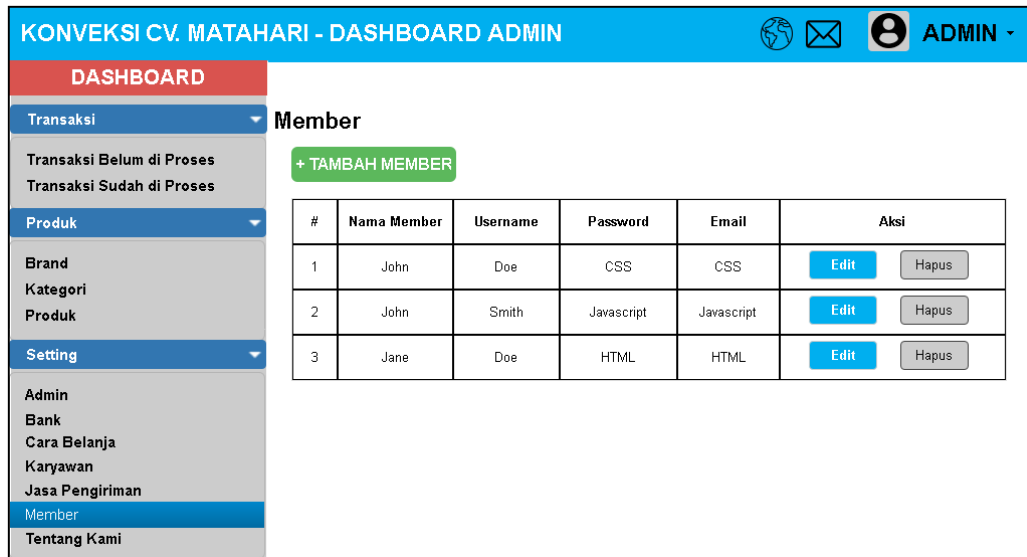 KONVEKSI CV. MATAHARI - DASHBOARD ADMIN
ADMIN
DASHBOARD
Transaksi
Transaksi Belum di Proses
Transaksi Sudah di Proses
Produk
Brand
Kategori
Produk
Setting
Admin
Bank
Cara Belanja
Karyawan
Jasa Pengiriman
Member
Tentang Kami
Member
+ TAMBAH MEMBER
# Nama Member Username Password Email Aksi
1 John Doe CSS CSS Edit Hapus
2 John Smith Javascript Javascript Edit Hapus
3 Jane Doe HTML HTML Edit Hapus